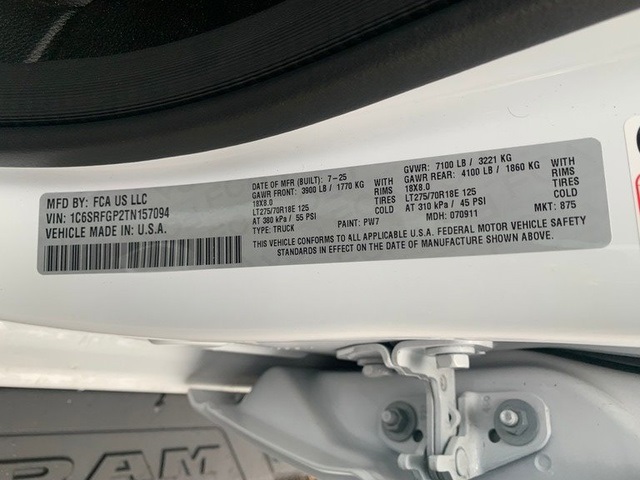 MFD BY: FCA US LLC
VIN: 1C6SRFGP2TN157094
VEHICLE MADE IN: U.S.A.
DATE OF MFR (BUILT): 7-25
GAWR FRONT: 3900 LB / 1770 KG
18X8.0
LT275/70R18E 125
AT 380 kPa / 55 PSI
TYPE: TRUCK
WITH
RIMS
TIRES
COLD
PAINT: PW7
GVWR: 7100 LB / 3221 KG
GAWR REAR: 4100 LB / 1860 KG
18X8.0
LT275/70R18E 125
AT 310 kPa / 45 PSI
MDH: 070911
WITH
RIMS
TIRES
COLD
MKT: B75
THIS VEHICLE CONFORMS TO ALL APPLICABLE U.S.A. FEDERAL MOTOR VEHICLE SAFETY
STANDARDS IN EFFECT ON THE DATE OF MANUFACTURE SHOWN ABOVE
RAM